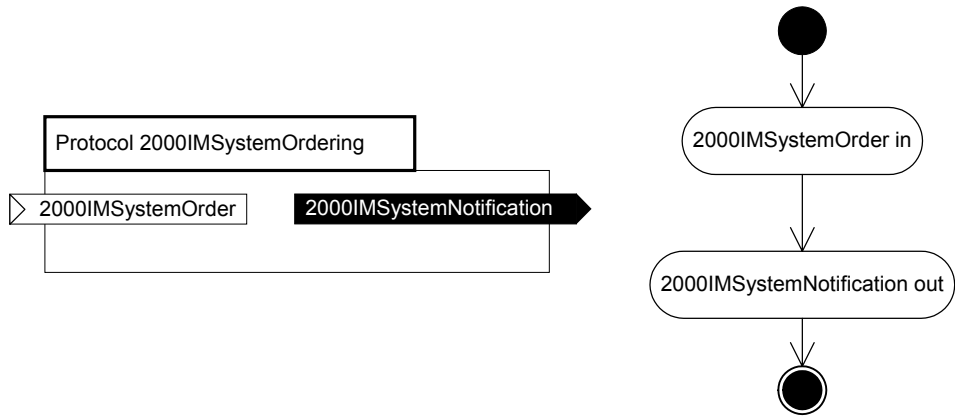 Protocol 2000IMSystemOrdering
2000IMSystemOrder
2000IMSystemNotification
2000IMSystemOrder in
2000IMSystemNotification out